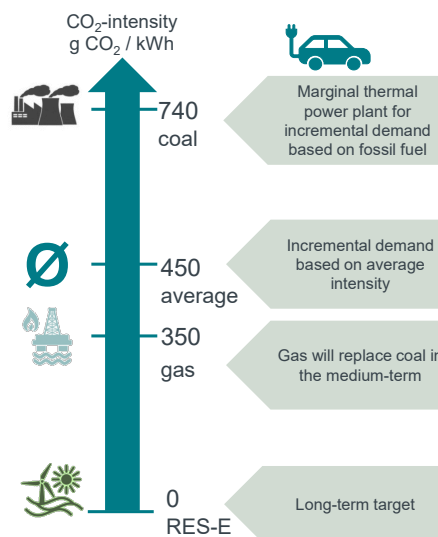 CO₂-intensity
g CO₂ / kWh
740
coal
Marginal thermal
power plant for
incremental demand
based on fossil fuel
Ø
450
average
Incremental demand
based on average
intensity
350
gas
Gas will replace coal in
the medium-term
0
RES-E
Long-term target